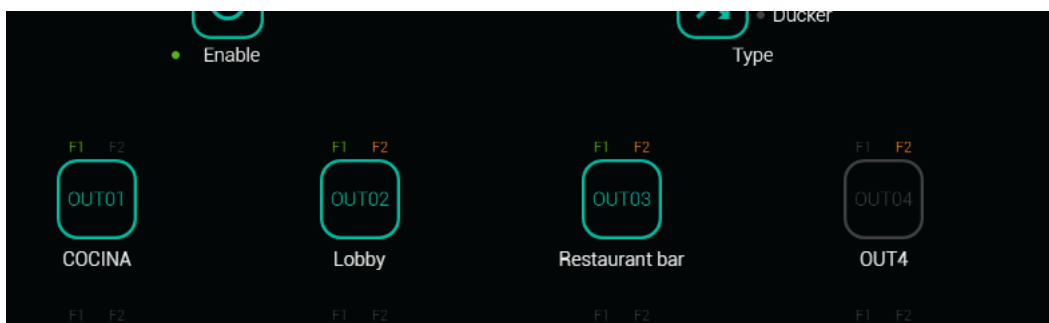 Ducker
Enable
Type
F1 F2 F1 F2 F1 F2 F1 F2
OUT01 OUT02 OUT03 OUT04
COCINA Lobby Restaurant bar OUT4
F1 F2 F1 F2 F1 F2 F1 F2